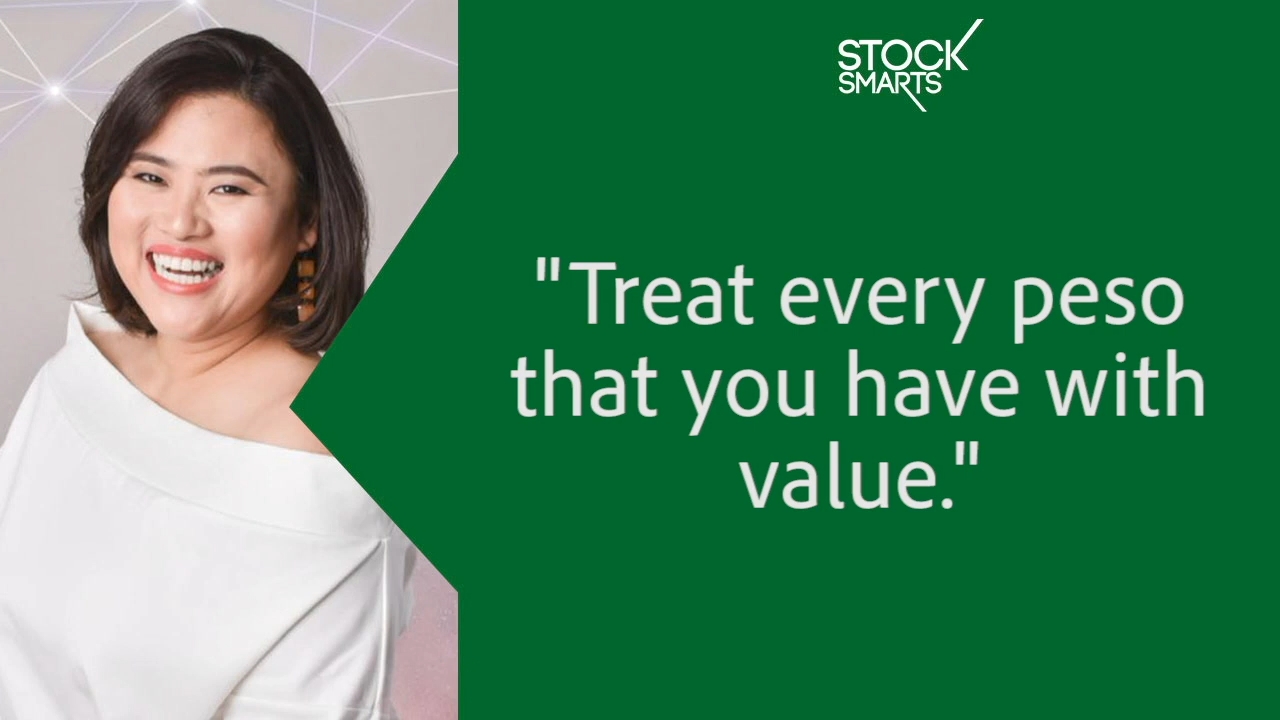 STOCK
SMARTS
"Treat every peso
that you have with
value."